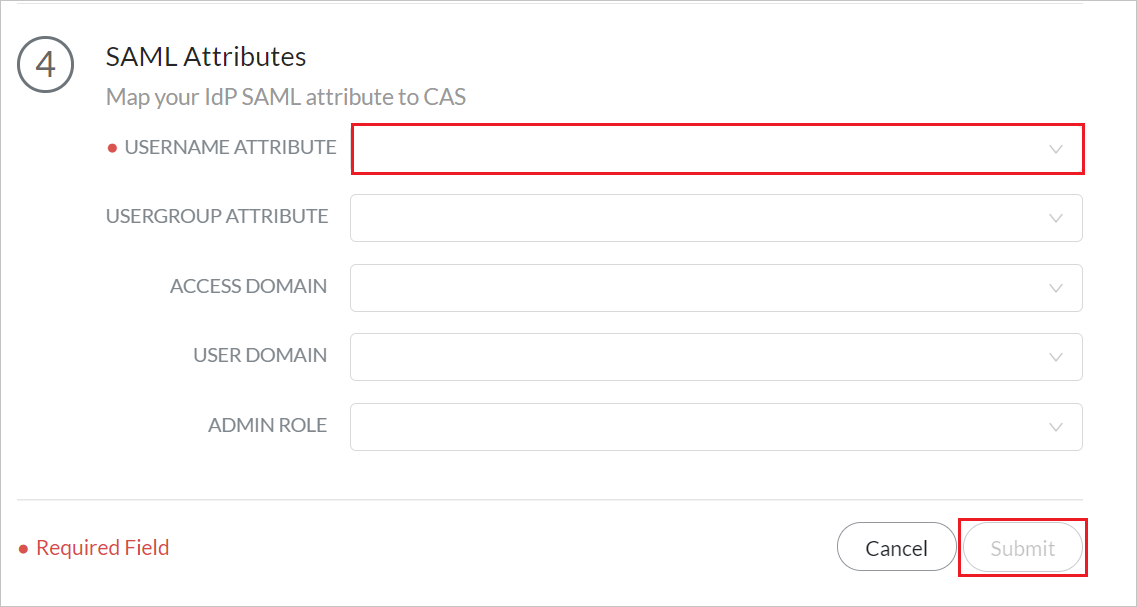 4
SAML Attributes
Map your IdP SAML attribute to CAS
USERNAME ATTRIBUTE
USERGROUP ATTRIBUTE
ACCESS DOMAIN
USER DOMAIN
ADMIN ROLE
Required Field
Cancel
Submit